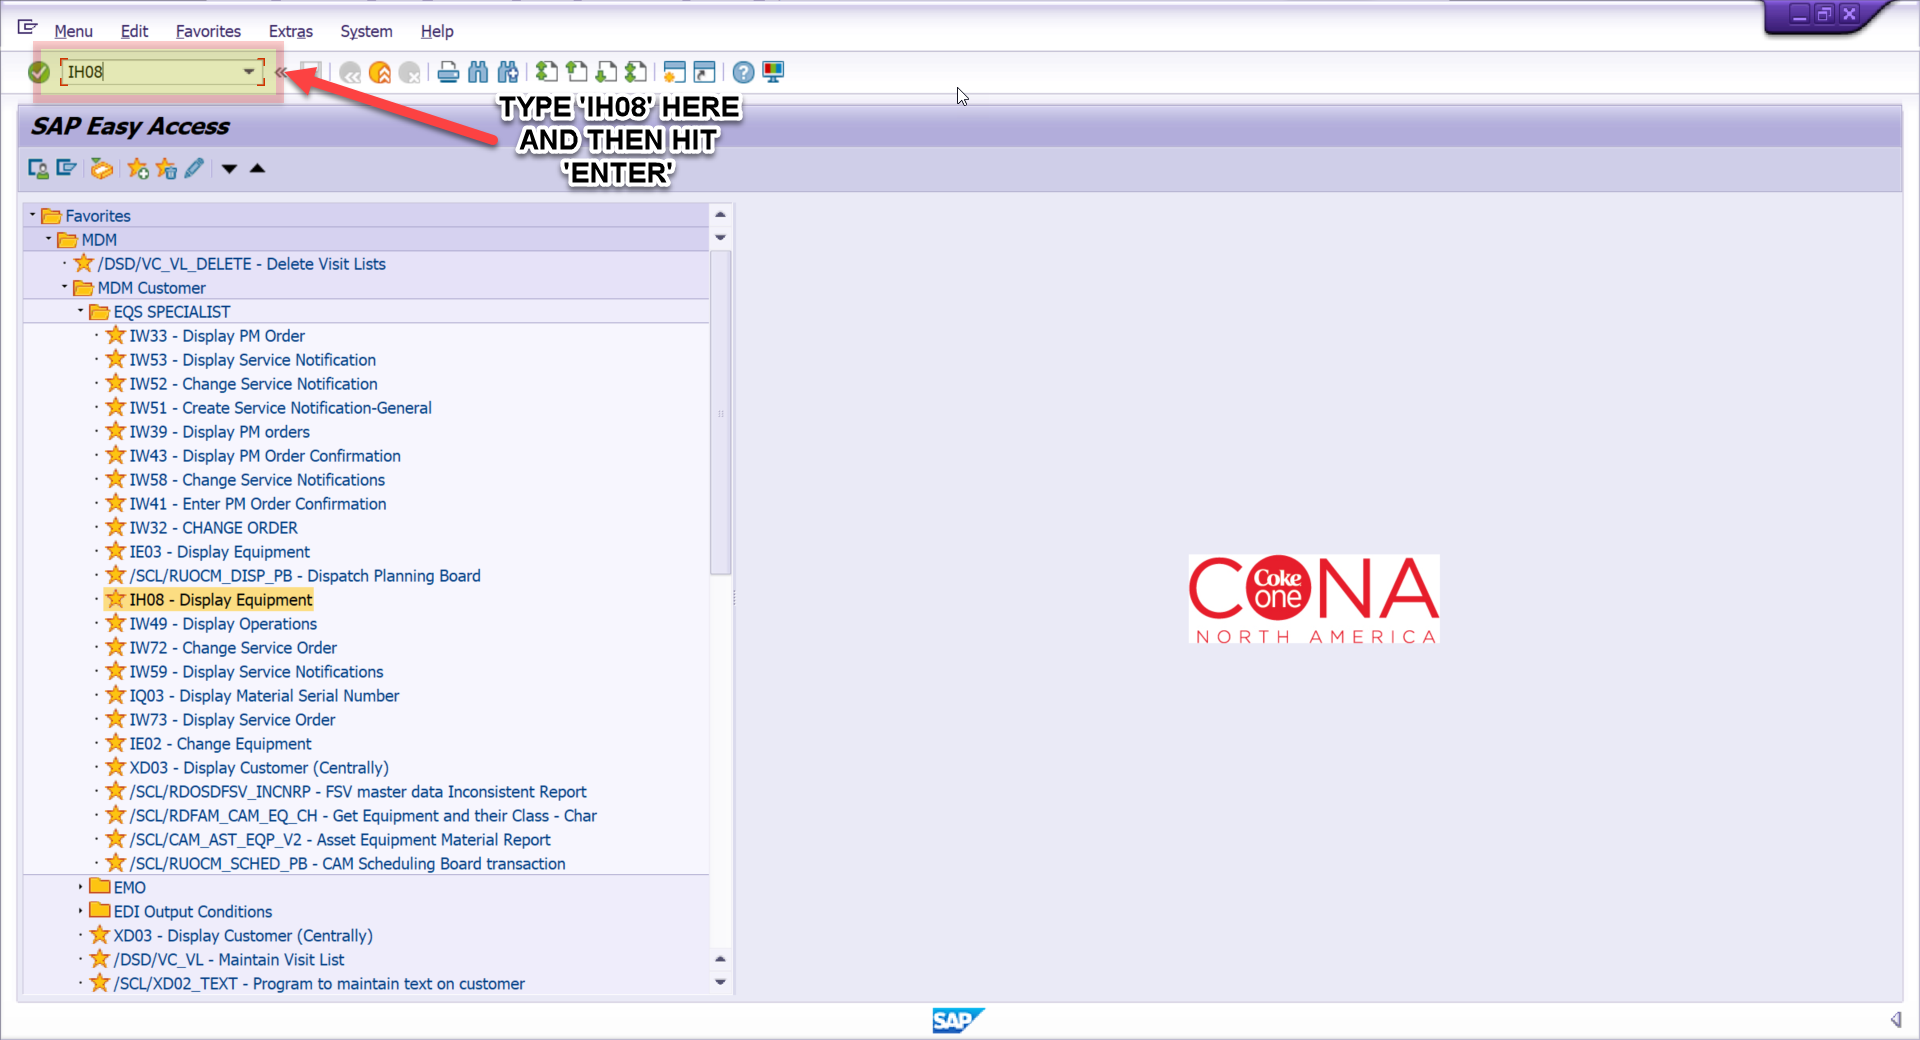 Menu Edit Favorites Extras System Help
IH08
TYPE 'IH08' HERE
AND THEN HIT
'ENTER'
SAP Easy Access
Favorites
MDM
/DSD/VC_VL_DELETE - Delete Visit Lists
MDM Customer
EQS SPECIALIST
IW33 - Display PM Order
IW53 - Display Service Notification
IW52 - Change Service Notification
IW51 - Create Service Notification-General
IW39 - Display PM orders
IW43 - Display PM Order Confirmation
IW58 - Change Service Notifications
IW41 - Enter PM Order Confirmation
IW32 - CHANGE ORDER
IE03 - Display Equipment
/SCL/RUOCM_DISP_PB - Dispatch Planning Board
IH08 - Display Equipment
IW49 - Display Operations
IW72 - Change Service Order
IW59 - Display Service Notifications
IQ03 - Display Material Serial Number
IW73 - Display Service Order
IE02 - Change Equipment
XD03 - Display Customer (Centrally)
/SCL/RDOSDFSV_INCNRP - FSV master data Inconsistent Report
/SCL/RDFAM_CAM_EQ_CH - Get Equipment and their Class - Char
/SCL/CAM_AST_EQP_V2 - Asset Equipment Material Report
/SCL/RUOCM_SCHED_PB - CAM Scheduling Board transaction
EMO
EDI Output Conditions
XD03 - Display Customer (Centrally)
/DSD/VC_VL - Maintain Visit List
/SCL/XD02_TEXT - Program to maintain text on customer
CONA
Coke
one
NORTH AMERICA
SAP